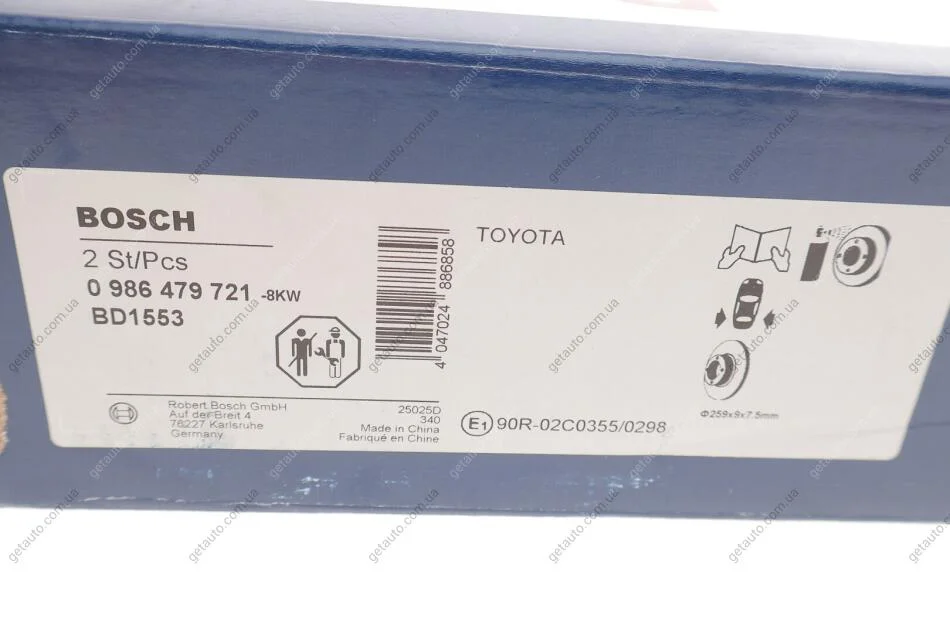 BOSCH
2 St/Pcs
0 986 479 721 -8KW
BD1553
Robert Bosch GmbH
Auf der Breit 4
76227 Karlsruhe
Germany
25025D
340
Made in China
Fabriqué en Chine
4 047024 886858
TOYOTA
E1 90R-02C0355/0298
Φ259x9x7.5mm
getauto.com.ua